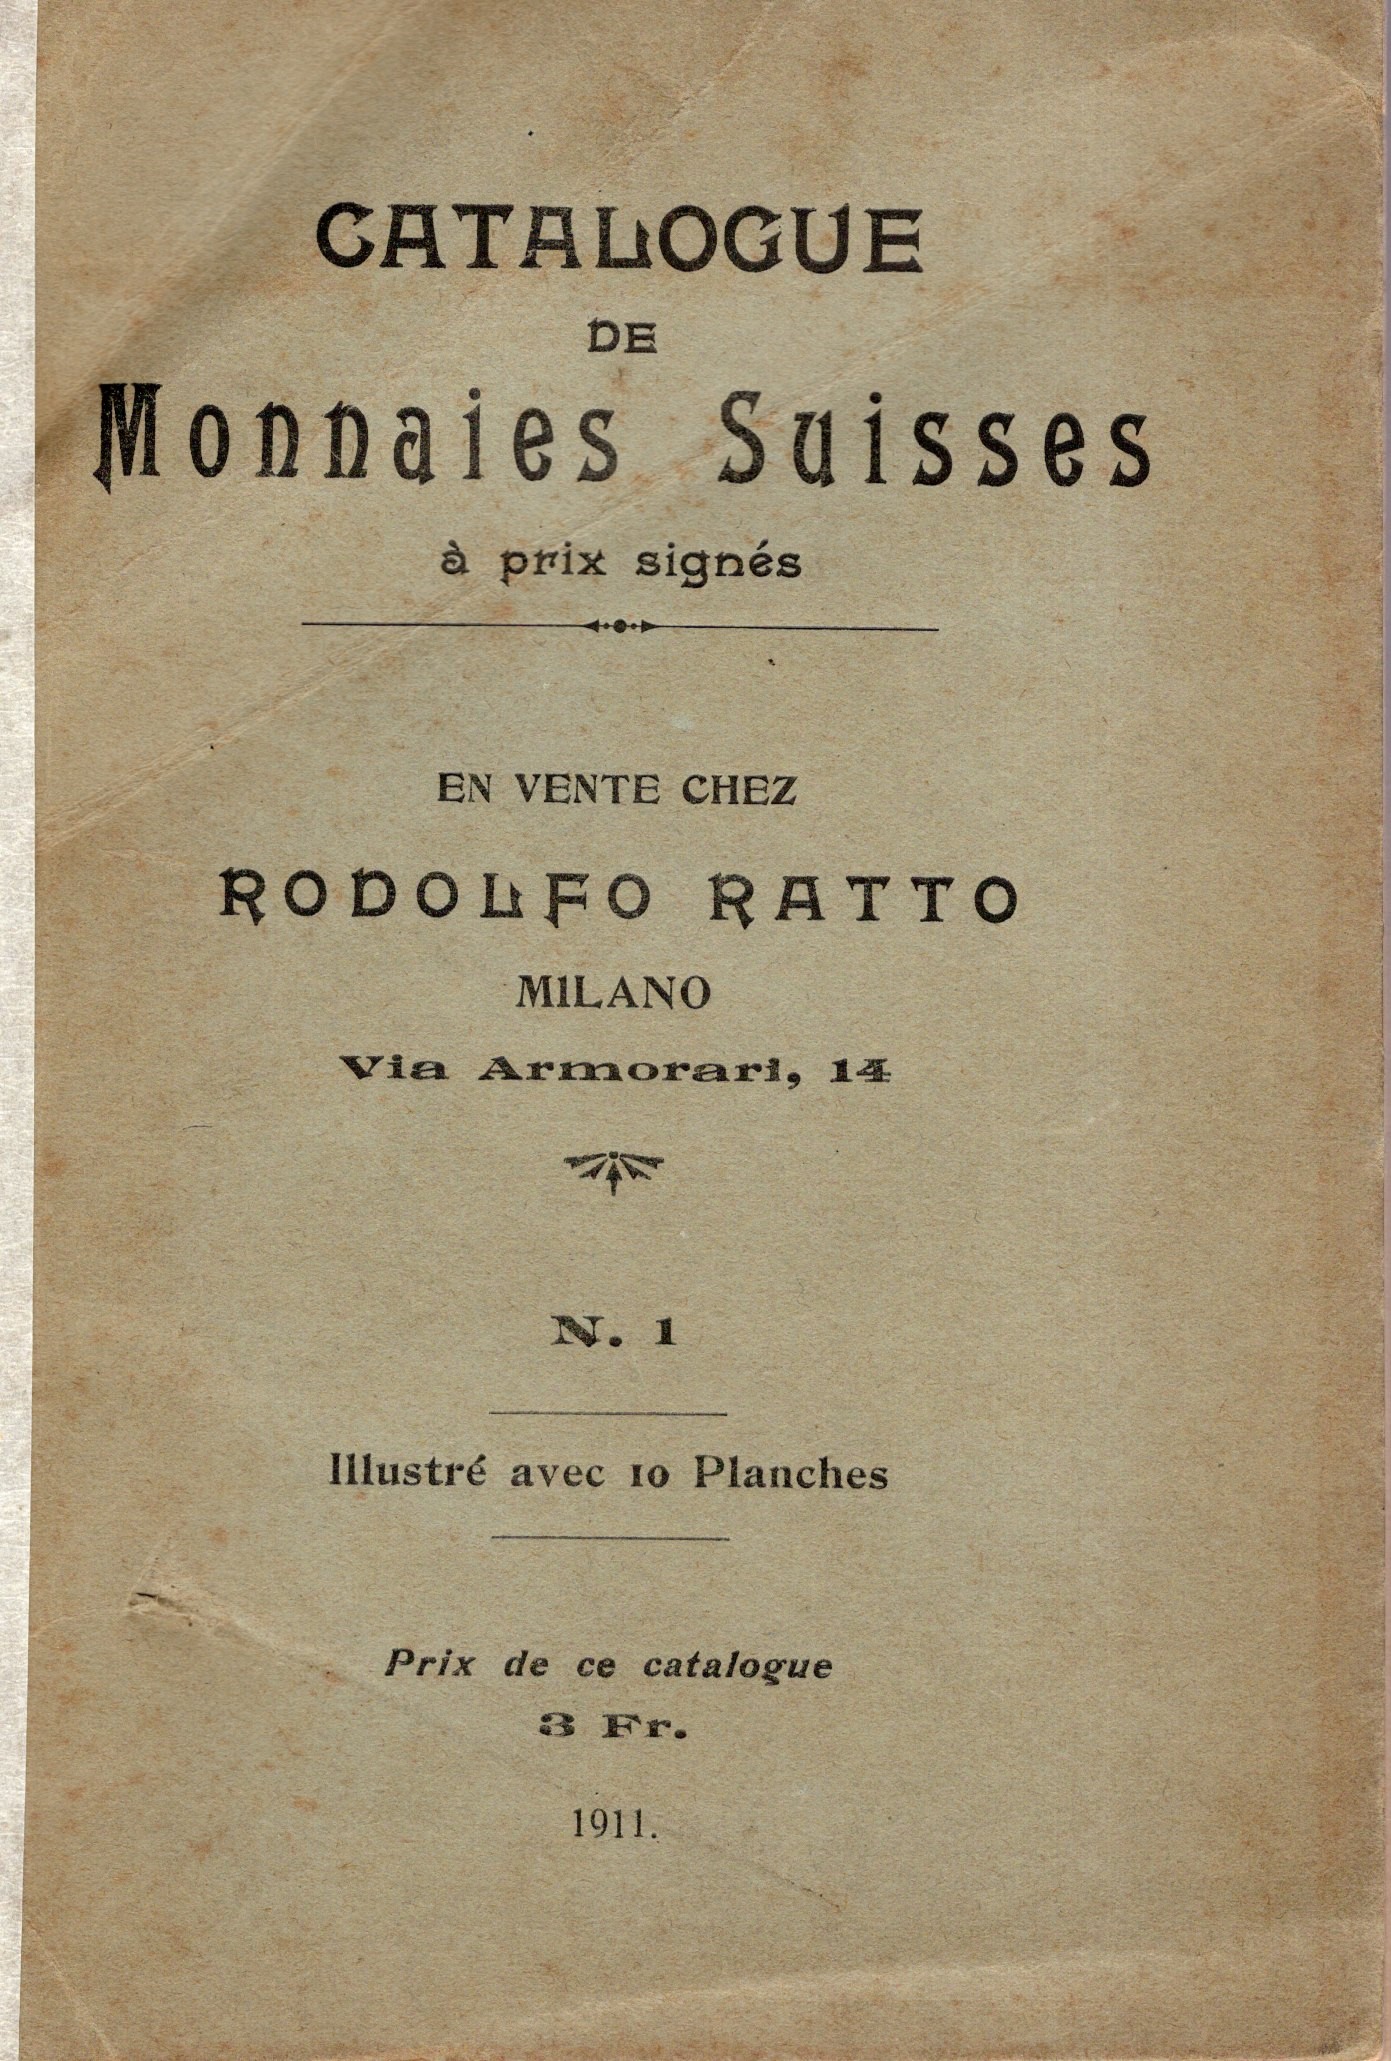 CATALOGUE
DE
Monnaies Suisses
à prix signés
EN VENTE CHEZ
RODOLFO RATTO
MILANO
Via Armorari, 14
N. 1
Illustré avec 10 Planches
Prix de ce catalogue
3 Fr.
1911.